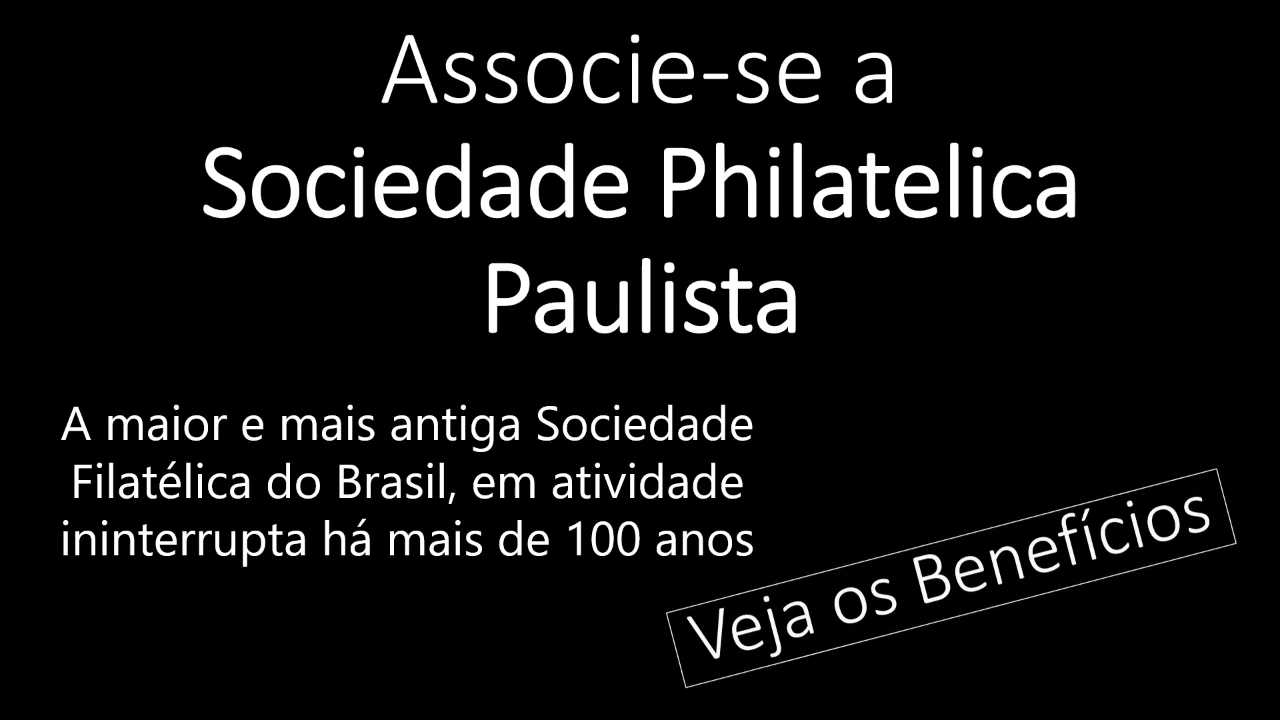 Associe-se a
Sociedade Philatelica
Paulista
A maior e mais antiga Sociedade
Filatélica do Brasil, em atividade
ininterrupta há mais de 100 anos
Veja os Benefícios